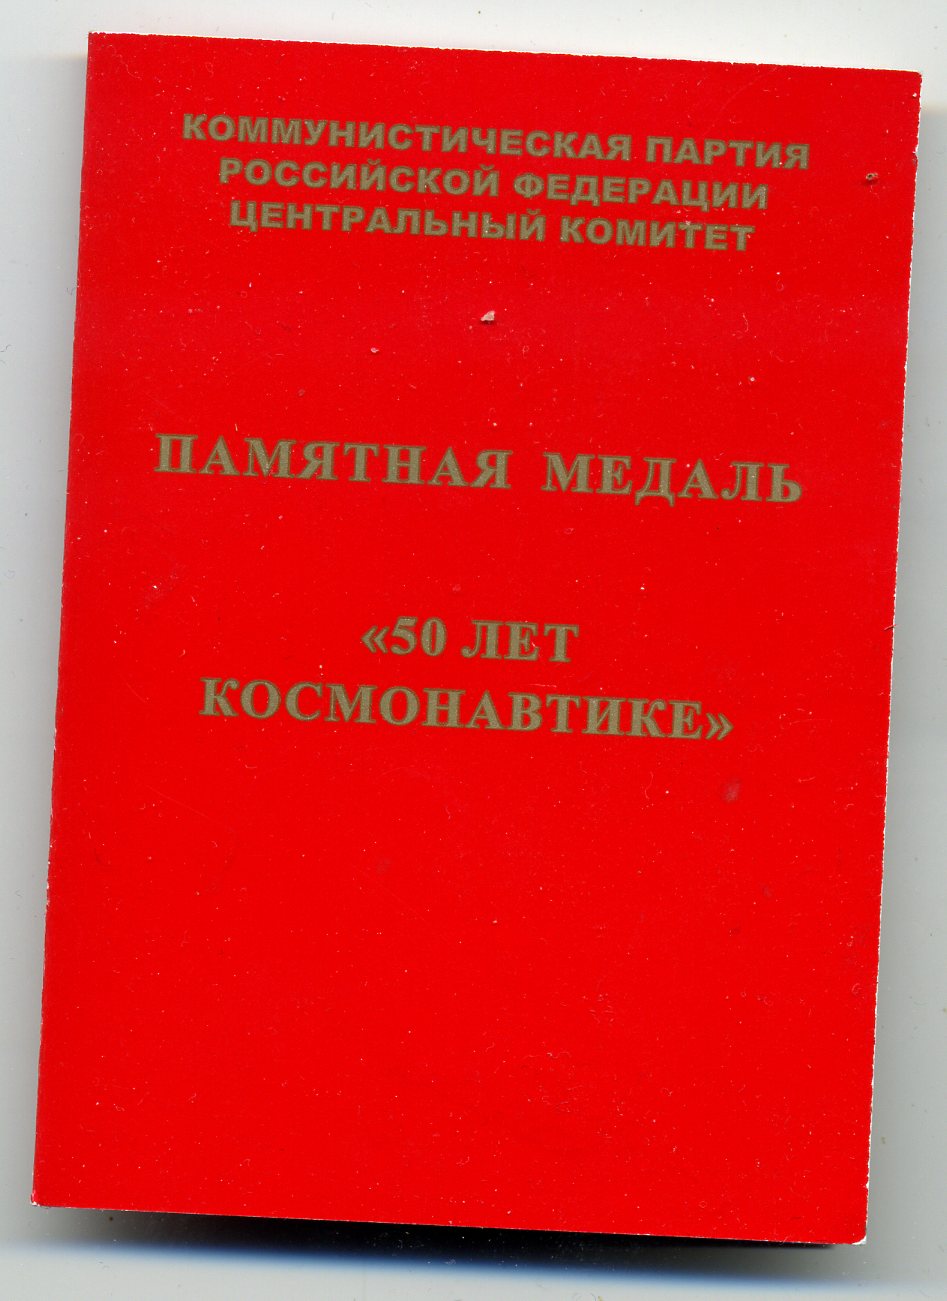 КОММУНИСТИЧЕСКАЯ ПАРТИЯ
РОССИЙСКОЙ ФЕДЕРАЦИИ
ЦЕНТРАЛЬНЫЙ КОМИТЕТ
ПАМЯТНАЯ МЕДАЛЬ
«50 ЛЕТ
КОСМОНАВТИКЕ»